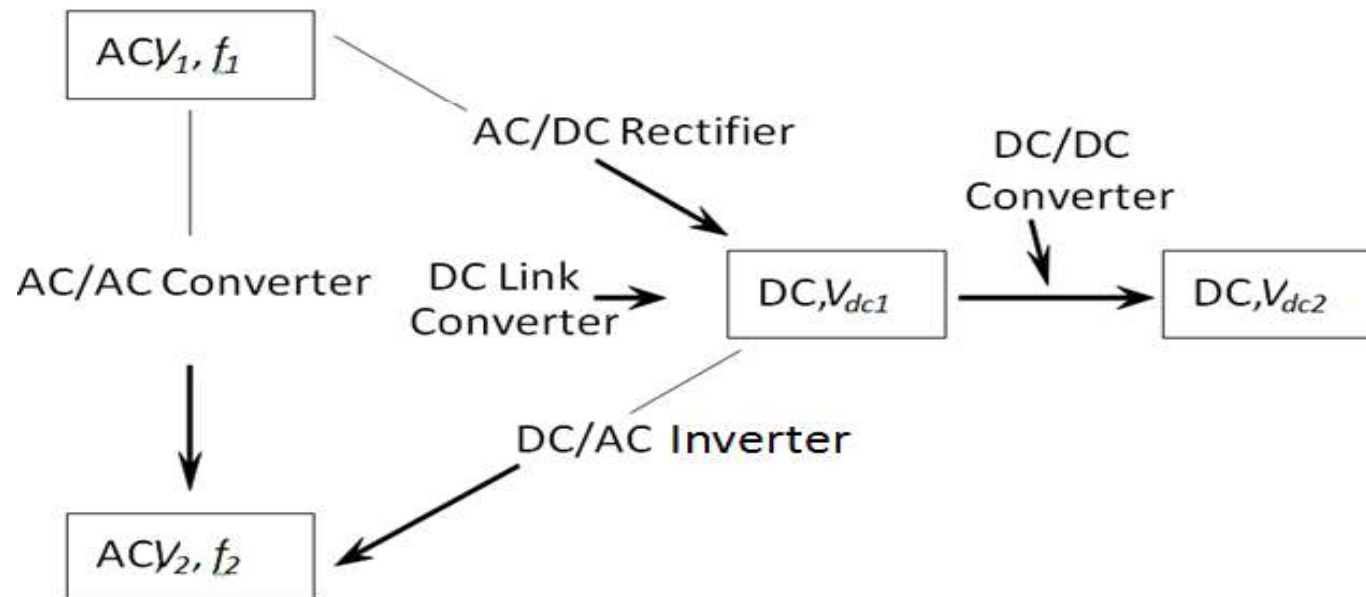 ACV1, f1
AC/DC Rectifier
DC/DC
Converter
AC/AC Converter
DC Link
Converter
DC,Vdc1
DC,Vdc2
DC/AC Inverter
ACV2, f2